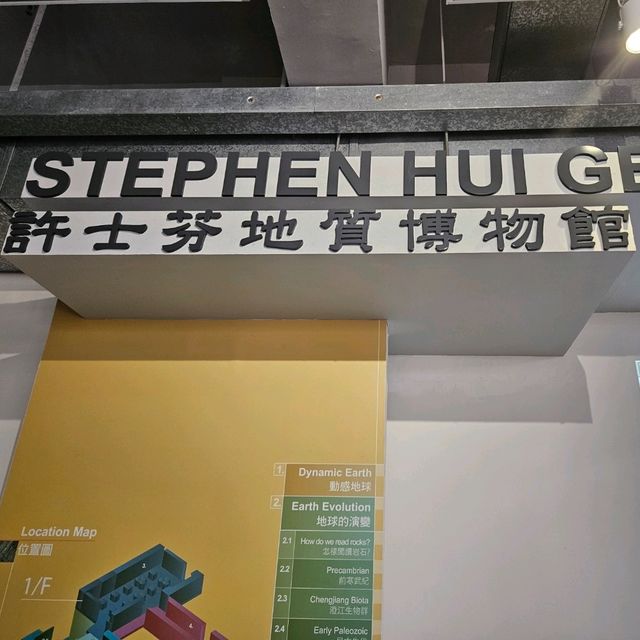 STEPHEN HUI GE
許士芬地質博物館
1. Dynamic Earth
動感地球
2. Earth Evolution
地球的演變
2.1 How do we read rocks?
怎樣閱讀岩石?
2.2 Precambrian
前寒武紀
2.3 Chengjiang Biota
澄江生物群
2.4 Early Paleozoic
Location Map
位置圖
1/F
3.
4.